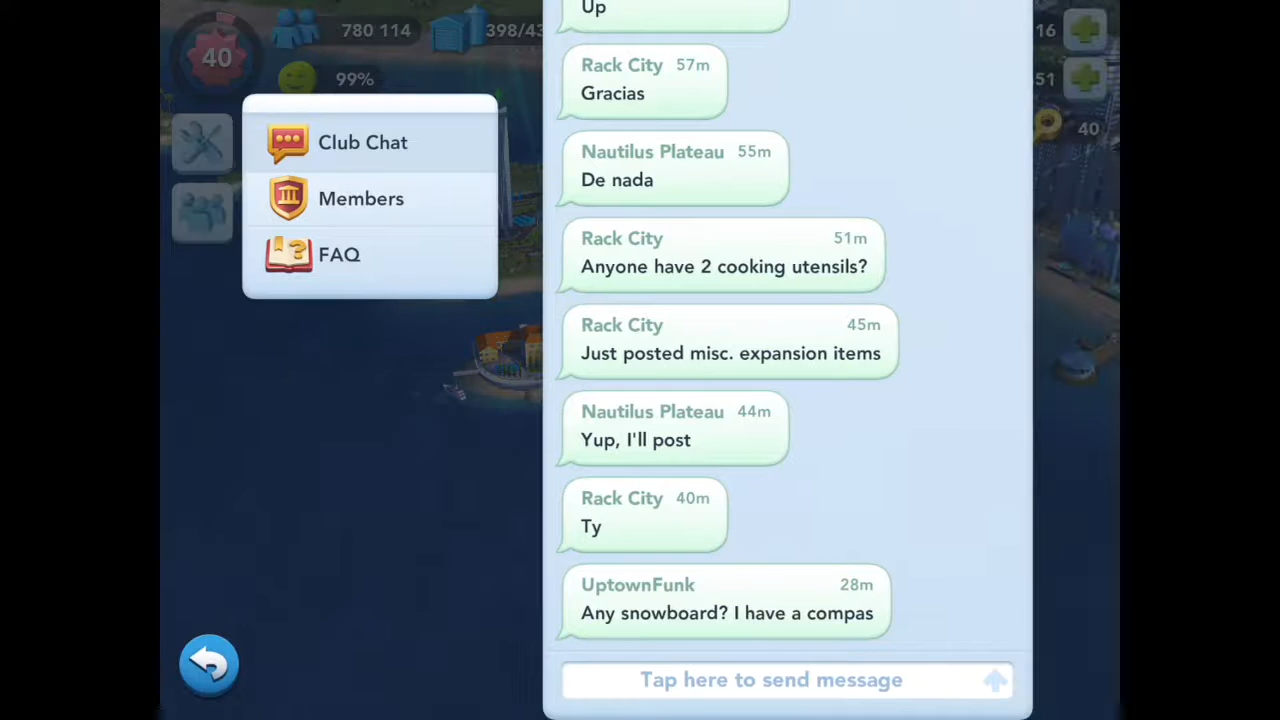 40
780 114
398/43
99%
16
51
40
Club Chat
Members
FAQ
Up
Rack City 57m
Gracias
Nautilus Plateau 55m
De nada
Rack City 51m
Anyone have 2 cooking utensils?
Rack City 45m
Just posted misc. expansion items
Nautilus Plateau 44m
Yup, I'll post
Rack City 40m
Ty
UptownFunk 28m
Any snowboard? I have a compas
Tap here to send message